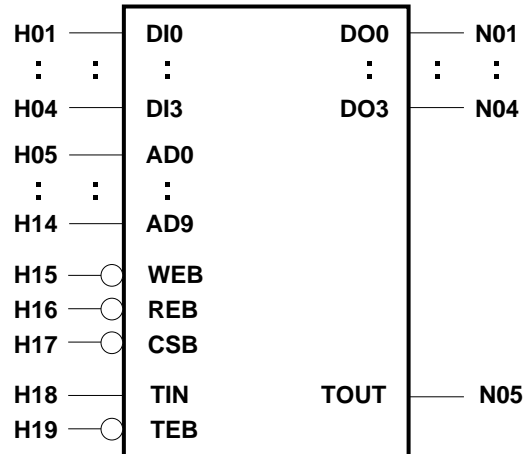 H01 DI0 DO0 N01
: : : : : :
H04 DI3 DO3 N04
H05 AD0
: : :
H14 AD9
H15 WEB
H16 REB
H17 CSB
H18 TIN TOUT N05
H19 TEB